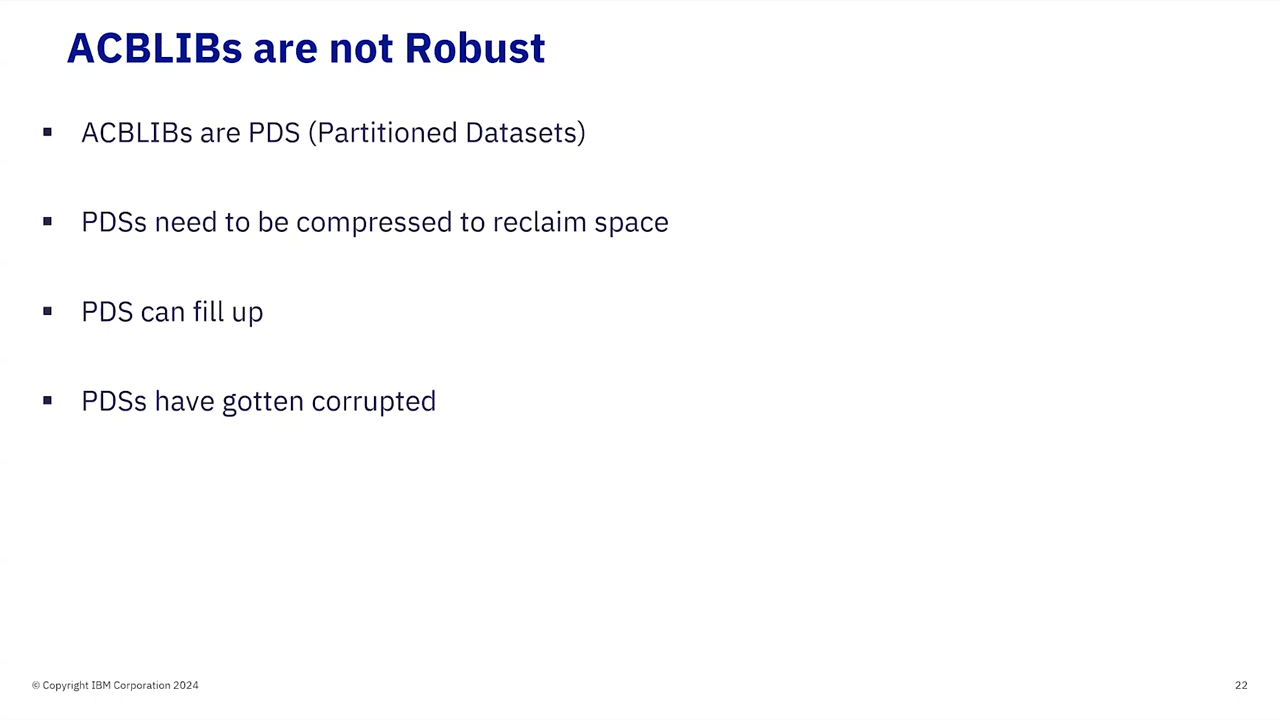 ACBLIBs are not Robust
▪ ACBLIBs are PDS (Partitioned Datasets)
▪ PDSs need to be compressed to reclaim space
▪ PDS can fill up
▪ PDSs have gotten corrupted
© Copyright IBM Corporation 2024
22